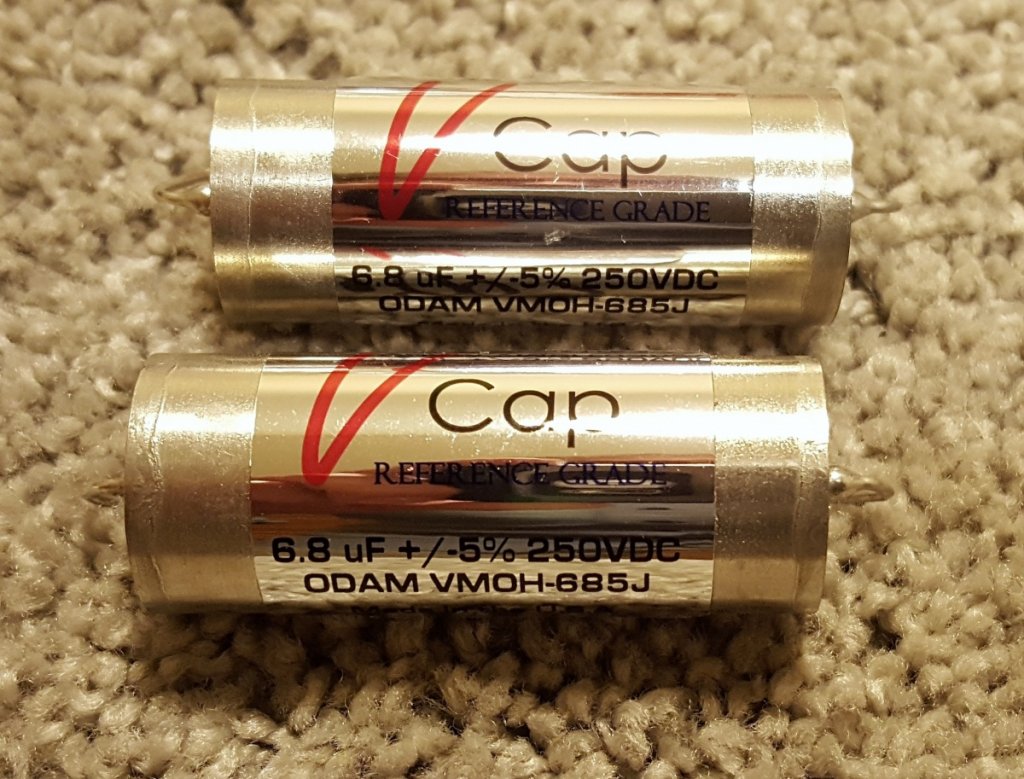 V Cap
REFERENCE GRADE
6.8 uF +/-5% 250VDC
ODAM VMOH-685J
V Cap
REFERENCE GRADE
6.8 uF +/-5% 250VDC
ODAM VMOH-685J